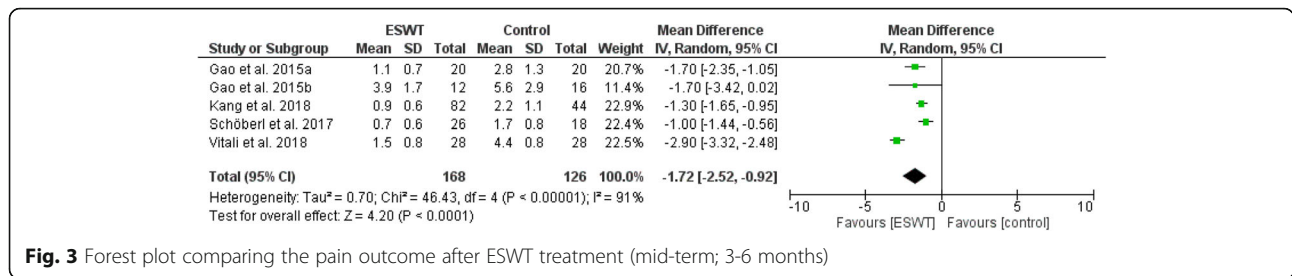 ESWT Control Mean Difference Mean Difference
Study or Subgroup Mean SD Total Mean SD Total Weight IV, Random, 95% CI IV, Random, 95% CI
Gao et al. 2015a 1.1 0.7 20 2.8 1.3 20 20.7% -1.70 [-2.35, -1.05]
Gao et al. 2015b 3.9 1.7 12 5.6 2.9 16 11.4% -1.70 [-3.42, 0.02]
Kang et al. 2018 0.9 0.6 82 2.2 1.1 44 22.9% -1.30 [-1.65, -0.95]
Schöberl et al. 2017 0.7 0.6 26 1.7 0.8 18 22.4% -1.00 [-1.44, -0.56]
Vitali et al. 2018 1.5 0.8 28 4.4 0.8 28 22.5% -2.90 [-3.32, -2.48]
Total (95% CI) 168 126 100.0% -1.72 [-2.52, -0.92]
Heterogeneity: Tau² = 0.70; Chi² = 46.43, df = 4 (P < 0.00001); I² = 91%
Test for overall effect: Z = 4.20 (P < 0.0001)
-10 -5 0 5 10
Favours [ESWT] Favours [control]
Fig. 3 Forest plot comparing the pain outcome after ESWT treatment (mid-term; 3-6 months)